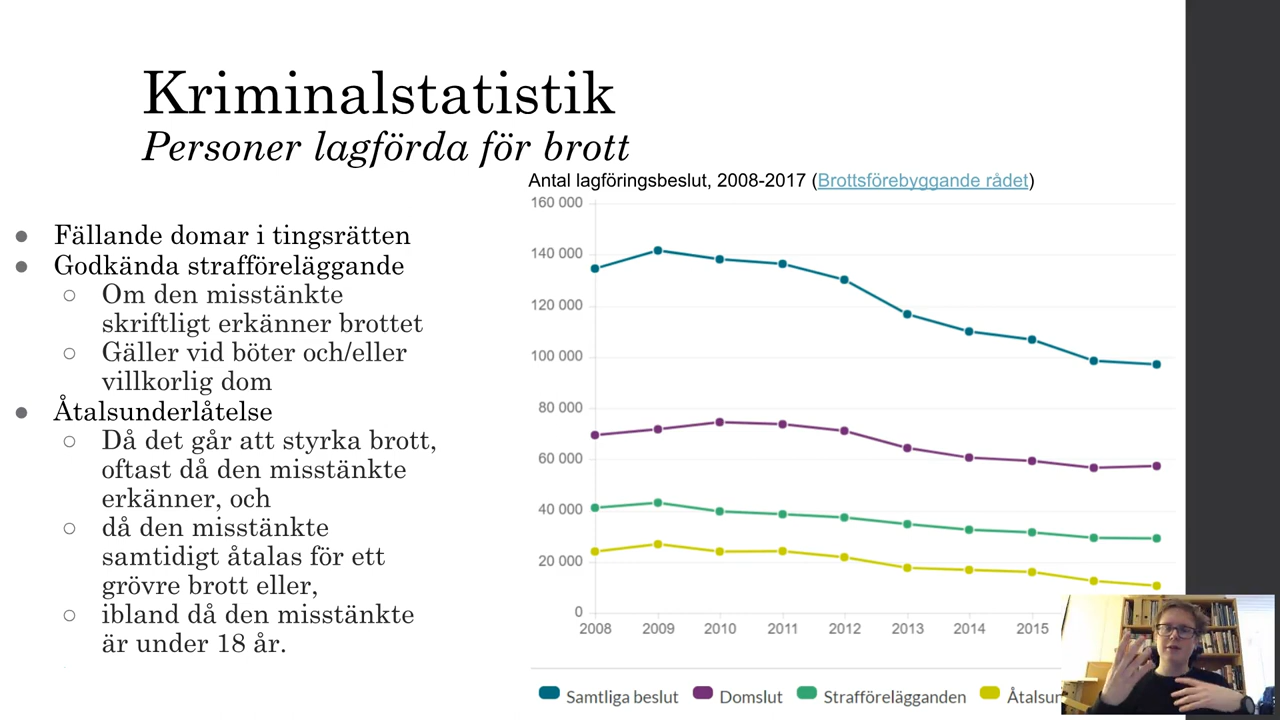 Kriminalstatistik
Personer lagförda för brott
Antal lagföringsbeslut, 2008-2017 (Brottsförebyggande rådet)
Fällande domar i tingsrätten
Godkända strafföreläggande
Om den misstänkte
skriftligt erkänner brottet
Gäller vid böter och/eller
villkorlig dom
Åtalsunderlåtelse
Då det går att styrka brott,
oftast då den misstänkte
erkänner, och
då den misstänkte
samtidigt åtalas för ett
grövre brott eller,
ibland då den misstänkte
är under 18 år.
160 000
140 000
120 000
100 000
80 000
60 000
40 000
20 000
0
2008 2009 2010 2011 2012 2013 2014 2015
Samtliga beslut Domslut Strafförelägganden